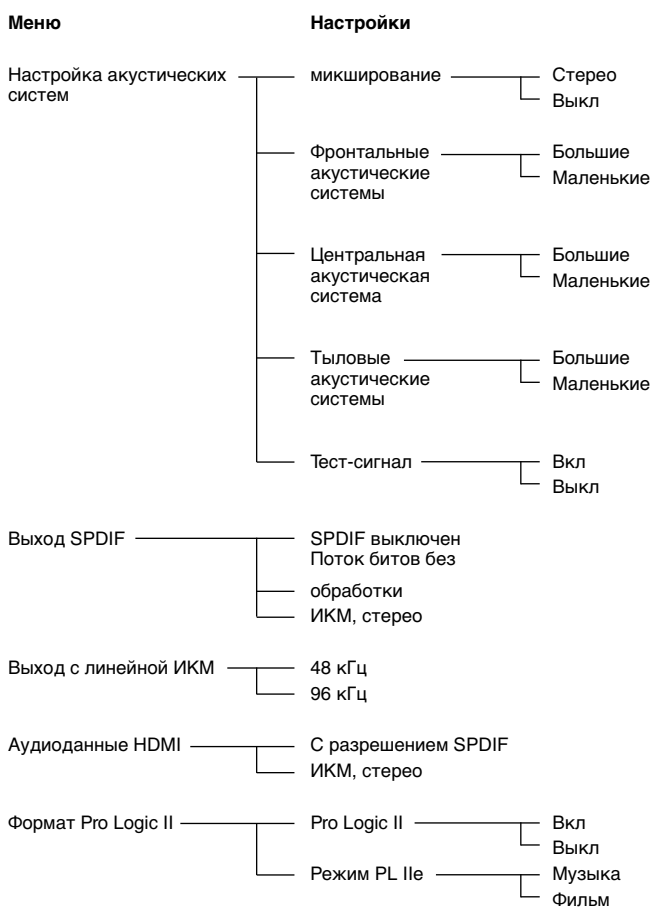 Меню Настройки
Настройка акустических систем
микширование
Стерео
Выкл
Фронтальные
акустические
системы
Большие
Маленькие
Центральная
акустическая
система
Большие
Маленькие
Тыловые
акустические
системы
Большие
Маленькие
Тест-сигнал
Вкл
Выкл
Выход SPDIF
SPDIF выключен
Поток битов без
обработки
ИКМ, стерео
Выход с линейной ИКМ
48 кГц
96 кГц
Аудиоданные HDMI
С разрешением SPDIF
ИКМ, стерео
Формат Pro Logic II
Pro Logic II
Вкл
Выкл
Режим PL IIe
Музыка
Фильм